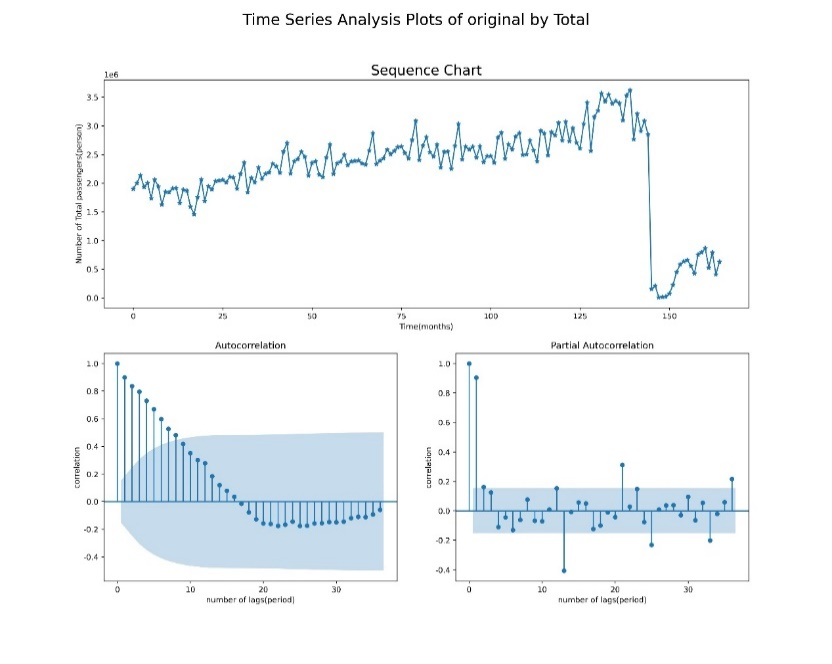 Time Series Analysis Plots of original by Total
Sequence Chart
1e6
Number of Total passengers(person)
3.5
3.0
2.5
2.0
1.5
1.0
0.5
0.0
0 25 50 75 100 125 150
Time(months)
Autocorrelation
correlation
1.0
0.8
0.6
0.4
0.2
0.0
-0.2
-0.4
0 10 20 30
number of lags(period)
Partial Autocorrelation
correlation
1.0
0.8
0.6
0.4
0.2
0.0
-0.2
-0.4
0 10 20 30
number of lags(period)